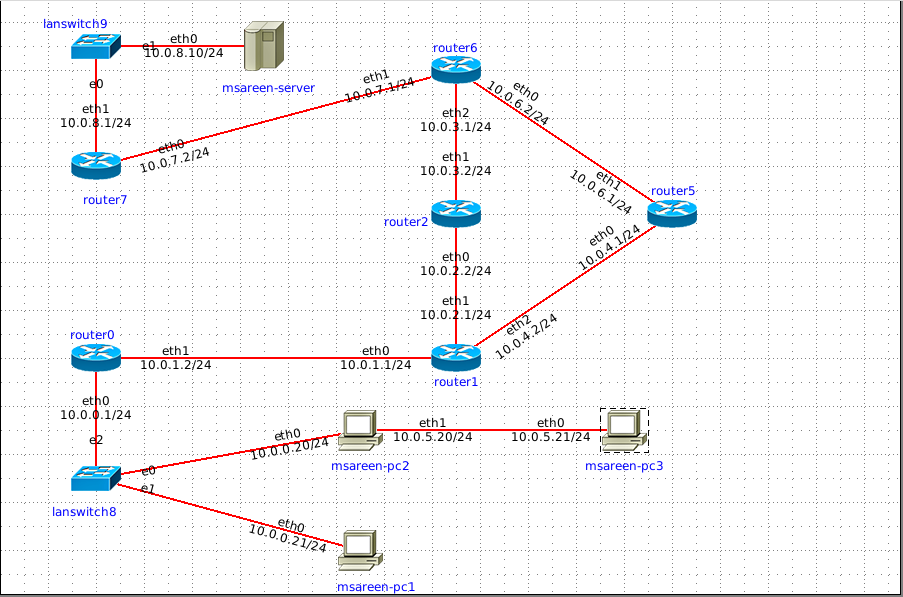 lanswitch9
e1
eth0
10.0.8.10/24
msareen-server
e0
eth1
10.0.8.1/24
router7
eth0
10.0.7.2/24
eth1
10.0.7.1/24
router6
eth0
10.0.6.2/24
eth2
10.0.3.1/24
eth1
10.0.3.2/24
router2
eth1
10.0.6.1/24
router5
eth0
10.0.4.1/24
eth0
10.0.2.2/24
eth1
10.0.2.1/24
eth2
10.0.4.2/24
router0
eth1
10.0.1.2/24
eth0
10.0.1.1/24
router1
eth0
10.0.0.1/24
e2
eth0
10.0.0.20/24
eth1
10.0.5.20/24
eth0
10.0.5.21/24
msareen-pc2
msareen-pc3
e0
e1
lanswitch8
eth0
10.0.0.21/24
msareen-pc1